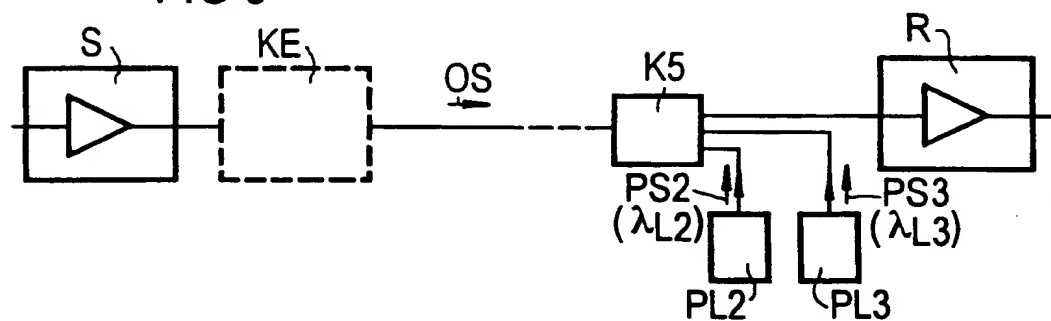 S
KE
OS
K5
R
PS2
(λL2)
PS3
(λL3)
PL2
PL3